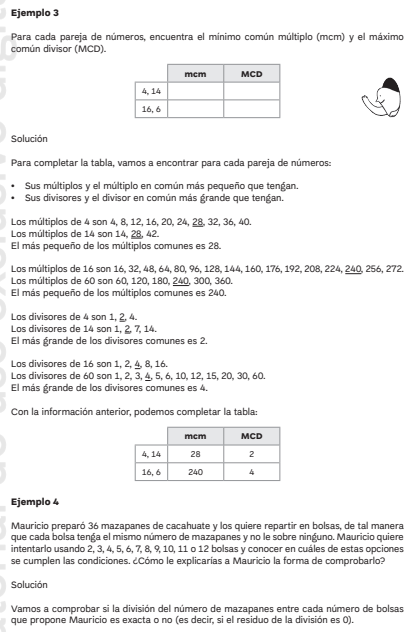 Ejemplo 3
Para cada pareja de números, encuentra el mínimo común múltiplo (mcm) y el máximo
común divisor (MCD).
mcm MCD
4, 14
16, 6
Solución
Para completar la tabla, vamos a encontrar para cada pareja de números:
• Sus múltiplos y el múltiplo en común más pequeño que tengan.
• Sus divisores y el divisor en común más grande que tengan.
Los múltiplos de 4 son 4, 8, 12, 16, 20, 24, 28, 32, 36, 40.
Los múltiplos de 14 son 14, 28, 42.
El más pequeño de los múltiplos comunes es 28.
Los múltiplos de 16 son 16, 32, 48, 64, 80, 96, 128, 144, 160, 176, 192, 208, 224, 240, 256, 272.
Los múltiplos de 60 son 60, 120, 180, 240, 300, 360.
El más pequeño de los múltiplos comunes es 240.
Los divisores de 4 son 1, 2, 4.
Los divisores de 14 son 1, 2, 7, 14.
El más grande de los divisores comunes es 2.
Los divisores de 16 son 1, 2, 4, 8, 16.
Los divisores de 60 son 1, 2, 3, 4, 5, 6, 10, 12, 15, 20, 30, 60.
El más grande de los divisores comunes es 4.
Con la información anterior, podemos completar la tabla:
mcm MCD
4, 14 28 2
16, 6 240 4
Ejemplo 4
Mauricio preparó 36 mazapanes de cacahuate y los quiere repartir en bolsas, de tal manera
que cada bolsa tenga el mismo número de mazapanes y no le sobre ninguno. Mauricio quiere
intentarlo usando 2, 3, 4, 5, 6, 7, 8, 9, 10, 11 o 12 bolsas y conocer en cuáles de estas opciones
se cumplen las condiciones. ¿Cómo le explicarías a Mauricio la forma de comprobarlo?
Solución
Vamos a comprobar si la división del número de mazapanes entre cada número de bolsas
que propone Mauricio es exacta o no (es decir, si el residuo de la división es 0).